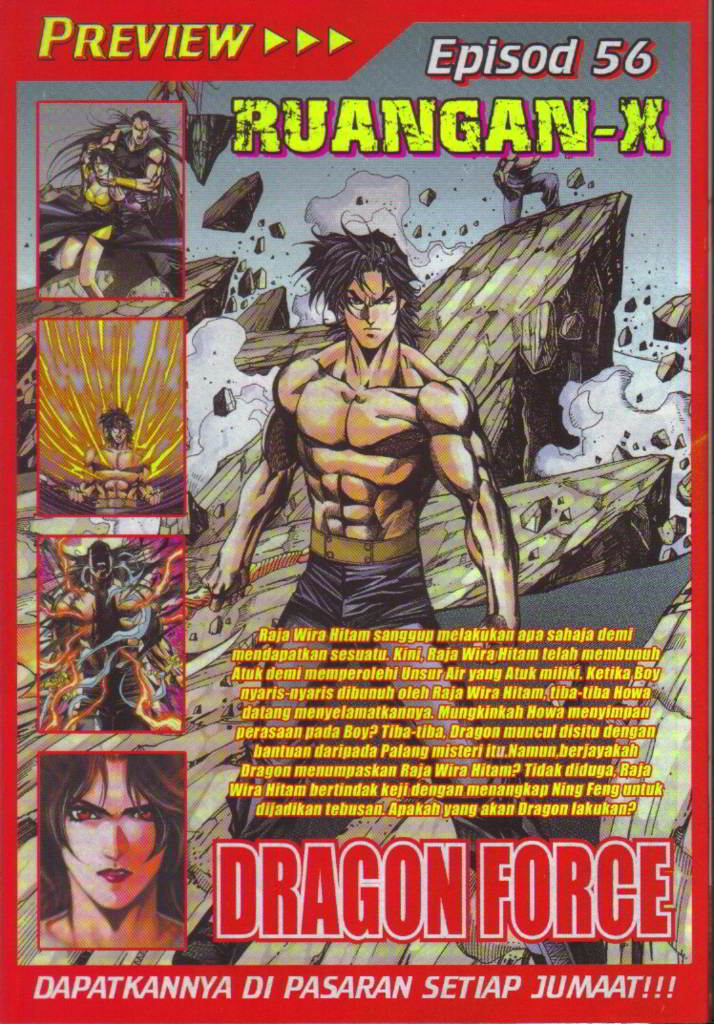 PREVIEW
Episod 56
RUANGAN-X
Raja Wira Hitam sanggup melakukan apa sahaja demi
mendapatkan sesuatu. Kini, Raja Wira Hitam telah membunuh
Atuk demi memperolehi Unsur Air yang Atuk miliki. Ketika Boy
nyaris-nyaris dibunuh oleh Raja Wira Hitam, tiba-tiba Howa
datang menyelamatkannya. Mungkinkah Howa menyimpan
perasaan pada Boy? Tiba-tiba, Dragon muncul disitu dengan
bantuan daripada Palang misteri itu.Namun,berjayakah
Dragon menumpaskan Raja Wira Hitam? Tidak diduga, Raja
Wira Hitam bertindak keji dengan menangkap Ning Feng untuk
dijadikan tebusan. Apakah yang akan Dragon lakukan?
DRAGON FORCE
DAPATKANNYA DI PASARAN SETIAP JUMAAT!!!